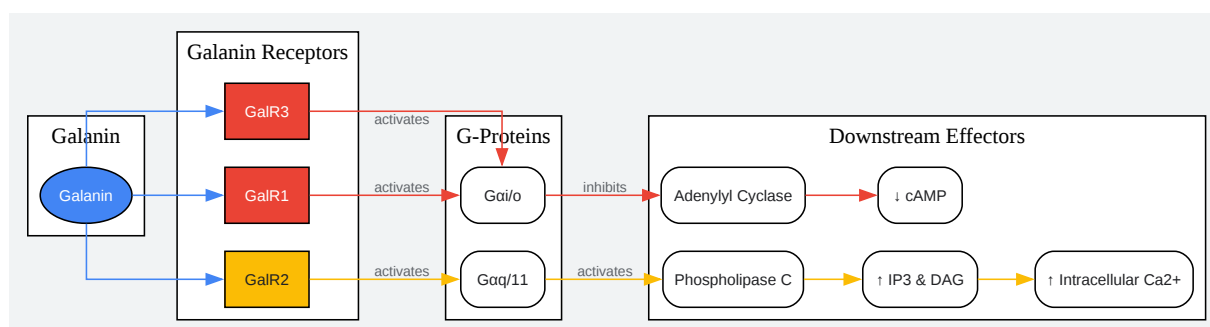 Galanin Receptors
GalR3
activates
Galanin
G-Proteins
Downstream Effectors
Galanin
GalR1
activates
Gαi/o
inhibits
Adenylyl Cyclase
↓ cAMP
GalR2
activates
Gαq/11
activates
Phospholipase C
↑ IP3 & DAG
↑ Intracellular Ca2+